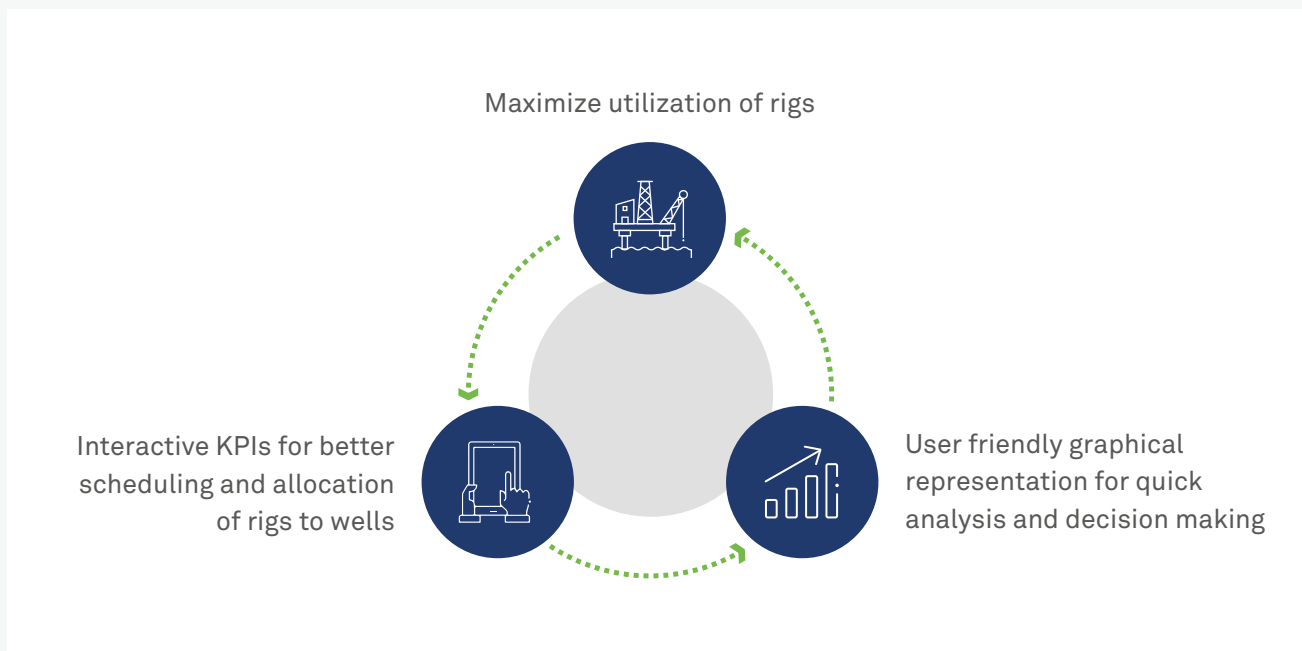 Maximize utilization of rigs
Interactive KPIs for better
scheduling and allocation
of rigs to wells
User friendly graphical
representation for quick
analysis and decision making